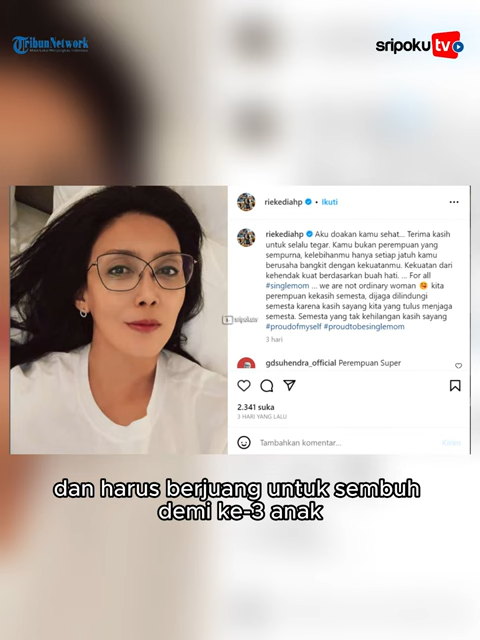 TribunNetwork
sripoku tv
riekediahp • Ikuti
riekediahp Aku doakan kamu sehat... Terima kasih
untuk selalu tegar. Kamu bukan perempuan yang
sempurna, kelebihanmu hanya setiap jatuh kamu
berusaha bangkit dengan kekuatanmu. Kekuatan dari
kehendak kuat berdasarkan buah hati. ... For all
#singlemom ... we are not ordinary woman 😘 kita
perempuan kekasih semesta, dijaga dilindungi
semesta karena kasih sayang kita yang tulus menjaga
semesta. Semesta yang tak kehilangan kasih sayang
#proudofmyself #proudtobesinglemom
3 hari
gdsuhendra_official Perempuan Super
2.341 suka
3 HARI YANG LALU
Tambahkan komentar...
Kirim
dan harus berjuang untuk sembuh
demi ke-3 anak